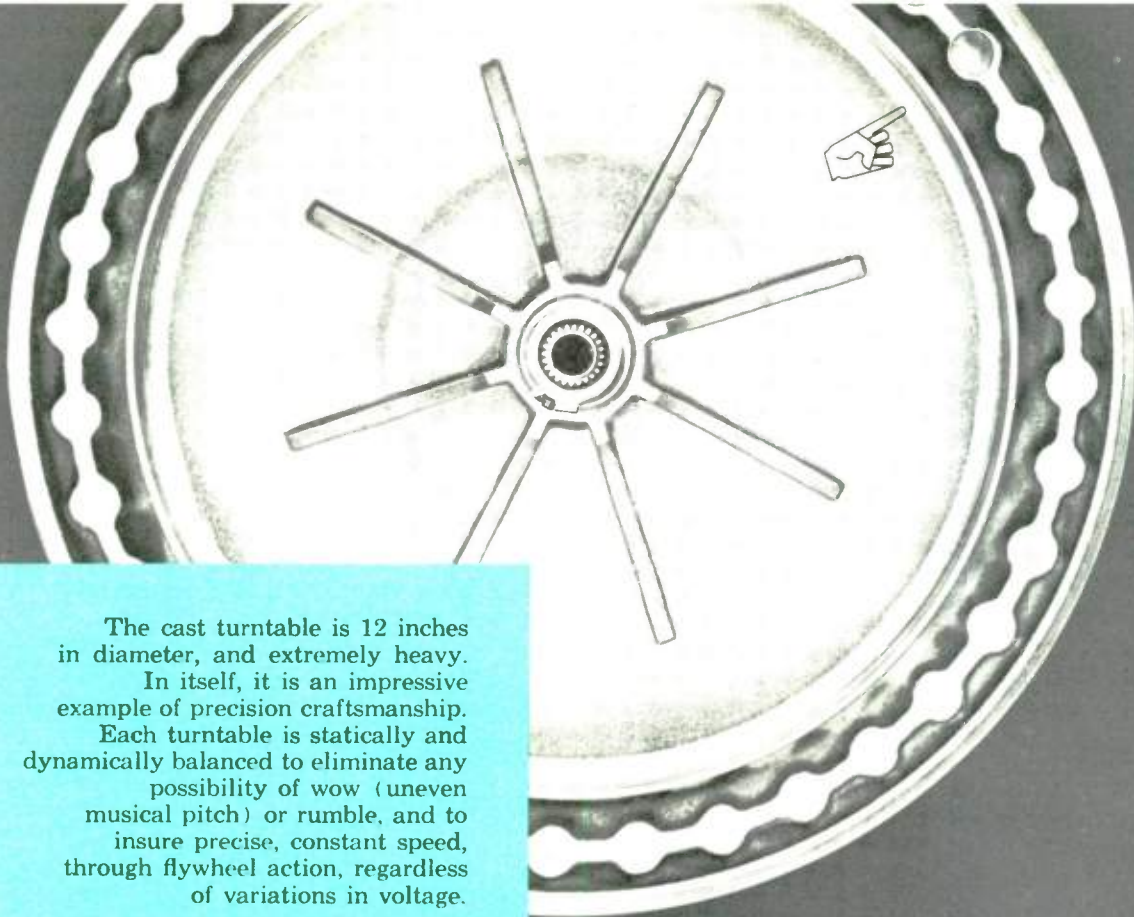 The cast turntable is 12 inches
in diameter, and extremely heavy.
In itself, it is an impressive
example of precision craftsmanship.
Each turntable is statically and
dynamically balanced to eliminate any
possibility of wow (uneven
musical pitch) or rumble, and to
insure precise, constant speed,
through flywheel action, regardless
of variations in voltage.